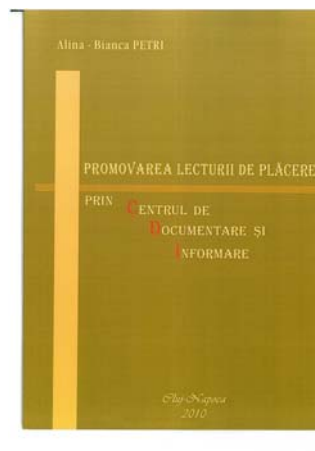 Alina - Bianca PETRI
PROMOVAREA LECTURII DE PLĂCERE
PRIN
CENTRUL DE
DOCUMENTARE ȘI
INFORMARE
Cluj-Napoca
2010